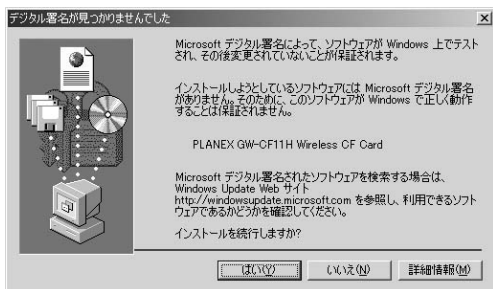 デジタル署名が見つかりませんでした
Microsoft デジタル署名によって、ソフトウェアが Windows 上でテスト
され、その後変更されていないことが保証されます。
インストールしようとしているソフトウェアには Microsoft デジタル署名
がありません。そのために、このソフトウェアが Windows で正しく動作
することは保証されません。
PLANEX GW-CF11H Wireless CF Card
Microsoft デジタル署名されたソフトウェアを検索する場合は、
Windows Update Web サイト
http://windowsupdate.microsoft.com を参照し、利用できるソフト
ウェアであるかどうかを確認してください。
インストールを続行しますか?
はい(Y) いいえ(N) 詳細情報(M)